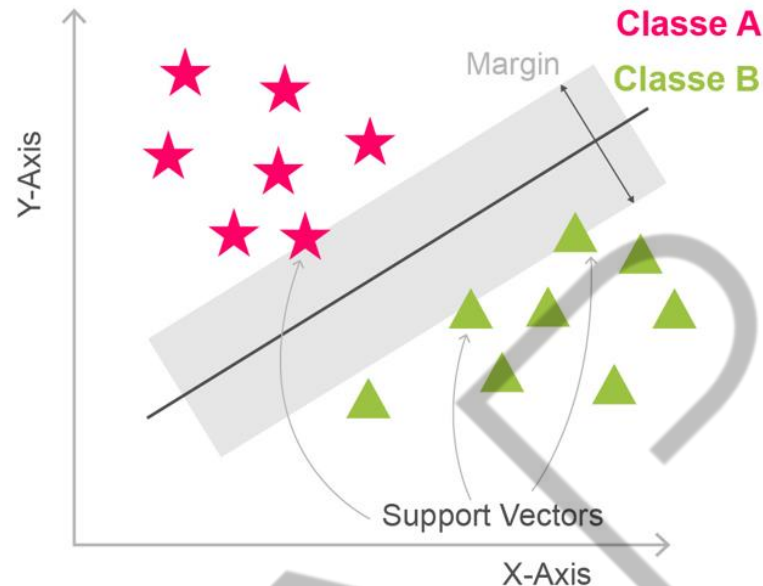 Classe A
Margin
Classe B
Y-Axis
Support Vectors
X-Axis